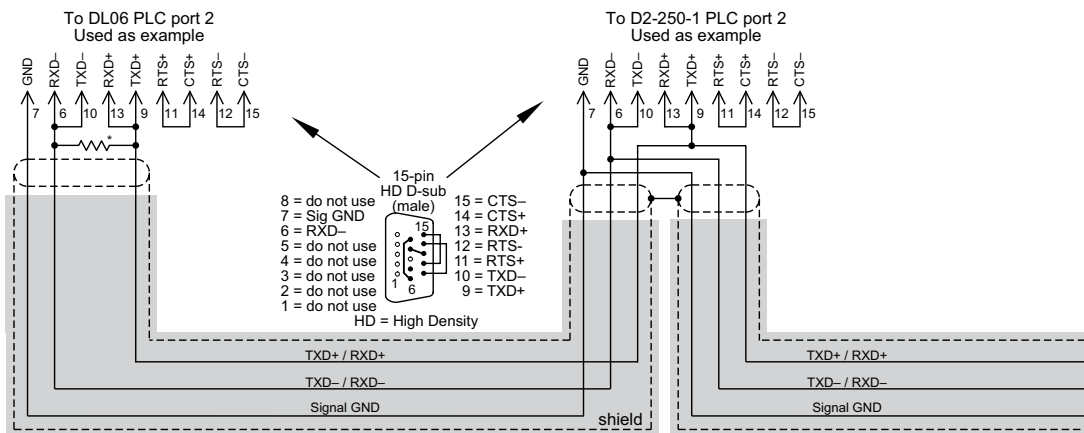 To DL06 PLC port 2
Used as example
GND
RXD–
TXD–
RXD+
TXD+
RTS+
CTS+
RTS–
CTS–
7 6 10 13 9 11 14 12 15
*
To D2-250-1 PLC port 2
Used as example
GND
RXD–
TXD–
RXD+
TXD+
RTS+
CTS+
RTS–
CTS–
7 6 10 13 9 11 14 12 15
15-pin
HD D-sub
(male)
8 = do not use
7 = Sig GND
6 = RXD–
5 = do not use
4 = do not use
3 = do not use
2 = do not use
1 = do not use
15
1
6
15 = CTS–
14 = CTS+
13 = RXD+
12 = RTS-
11 = RTS+
10 = TXD–
9 = TXD+
HD = High Density
TXD+ / RXD+
TXD– / RXD–
Signal GND
shield
TXD+ / RXD+
TXD– / RXD–
Signal GND